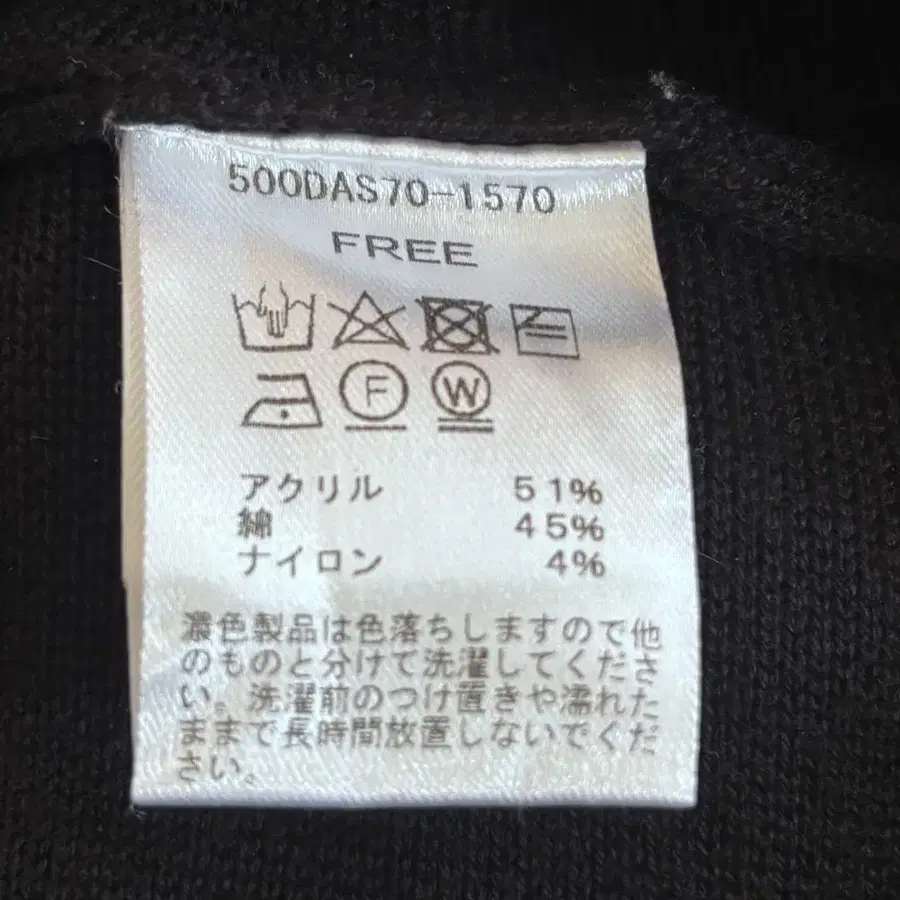 500DAS70-1570
FREE
F W
アクリル 51%
綿 45%
ナイロン 4%
濃色製品は色落ちしますので他
のものと分けて洗濯してくださ
い。洗濯前のつけ置きや濡れた
ままで長時間放置しないでくだ
さい。